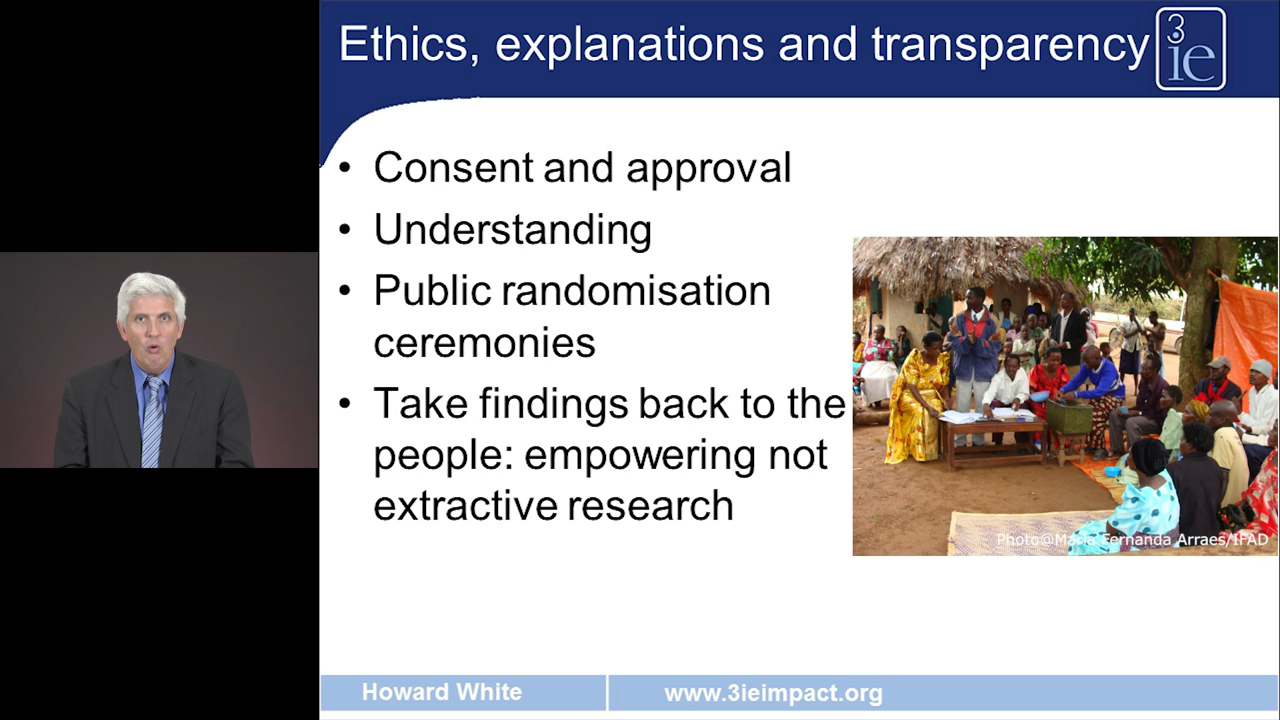 Ethics, explanations and transparency
3ie
• Consent and approval
• Understanding
• Public randomisation
ceremonies
• Take findings back to the
people: empowering not
extractive research
Photo@Maria Fernanda Arraes/IFAD
Howard White
www.3ieimpact.org